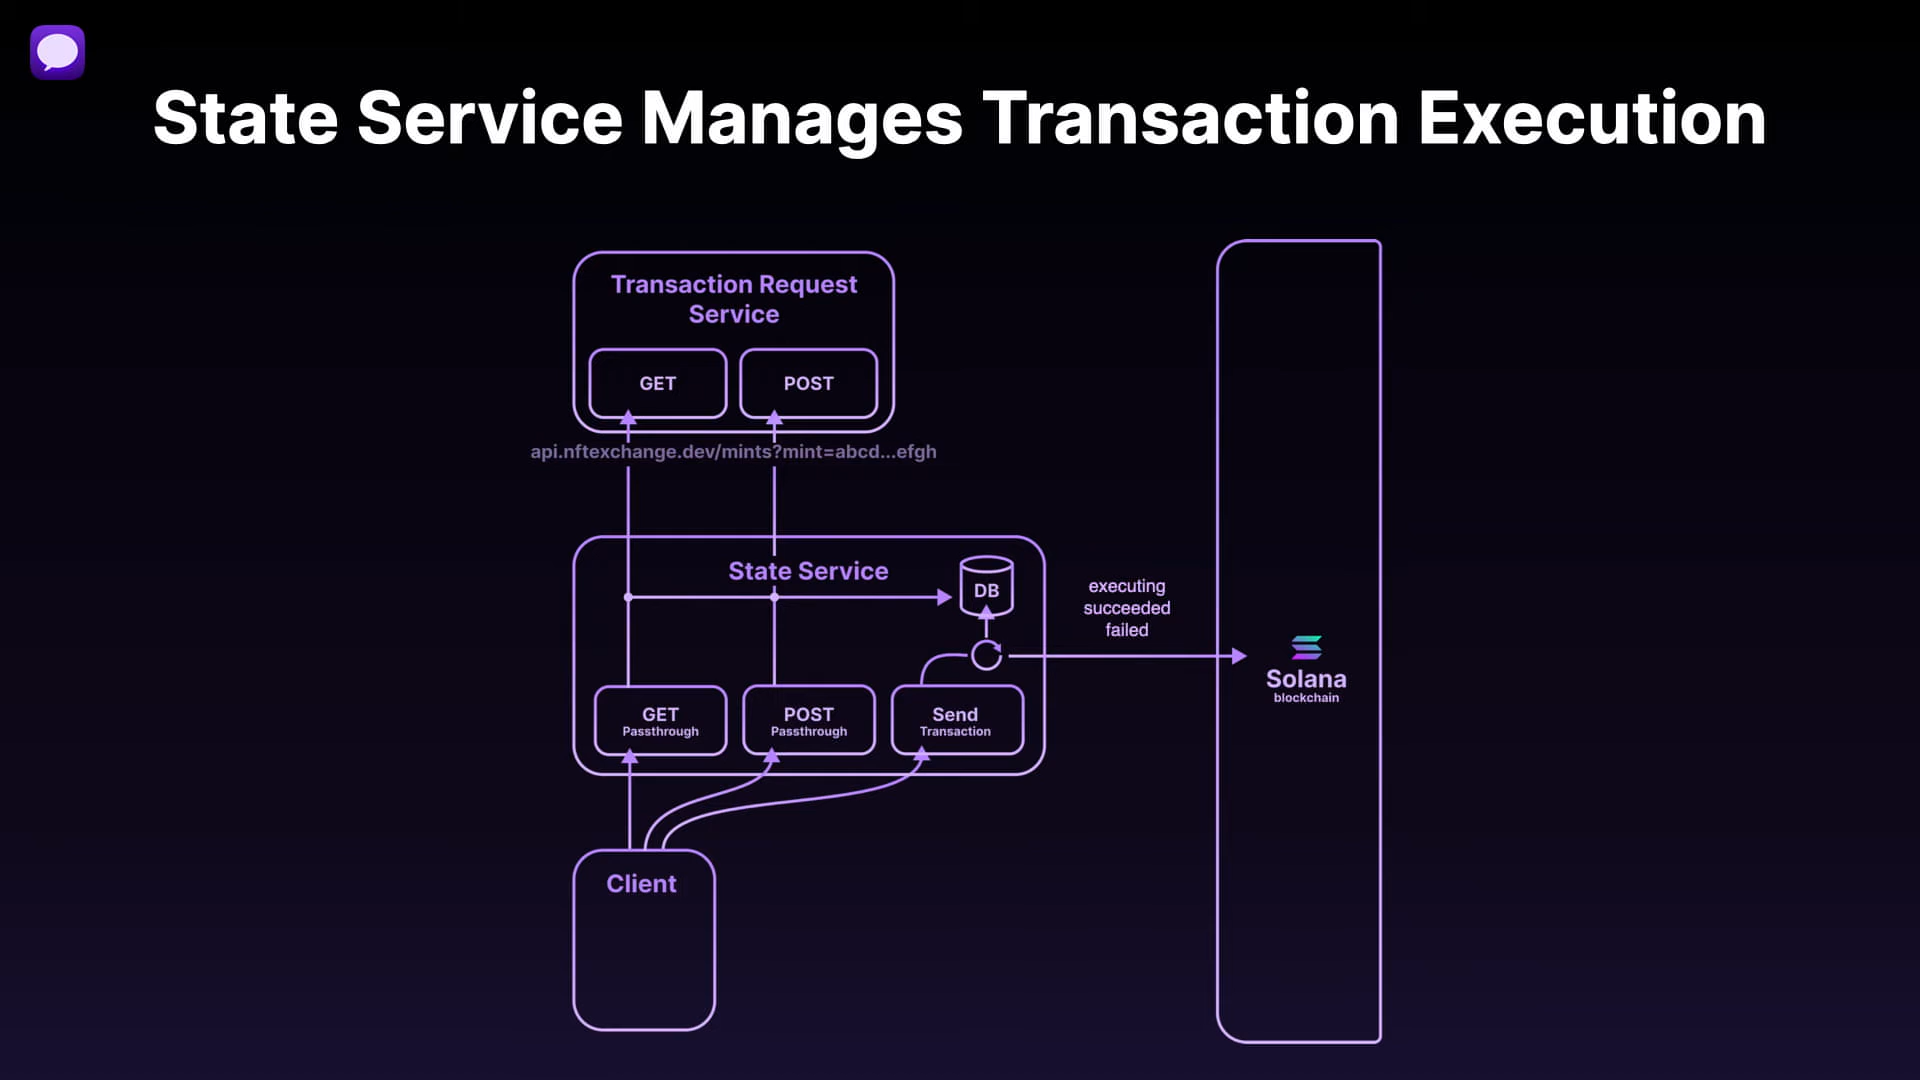 State Service Manages Transaction Execution
Transaction Request
Service
GET
POST
api.nftexchange.dev/mints?mint=abcd...efgh
State Service
DB
executing
succeeded
failed
Solana
blockchain
GET
Passthrough
POST
Passthrough
Send
Transaction
Client